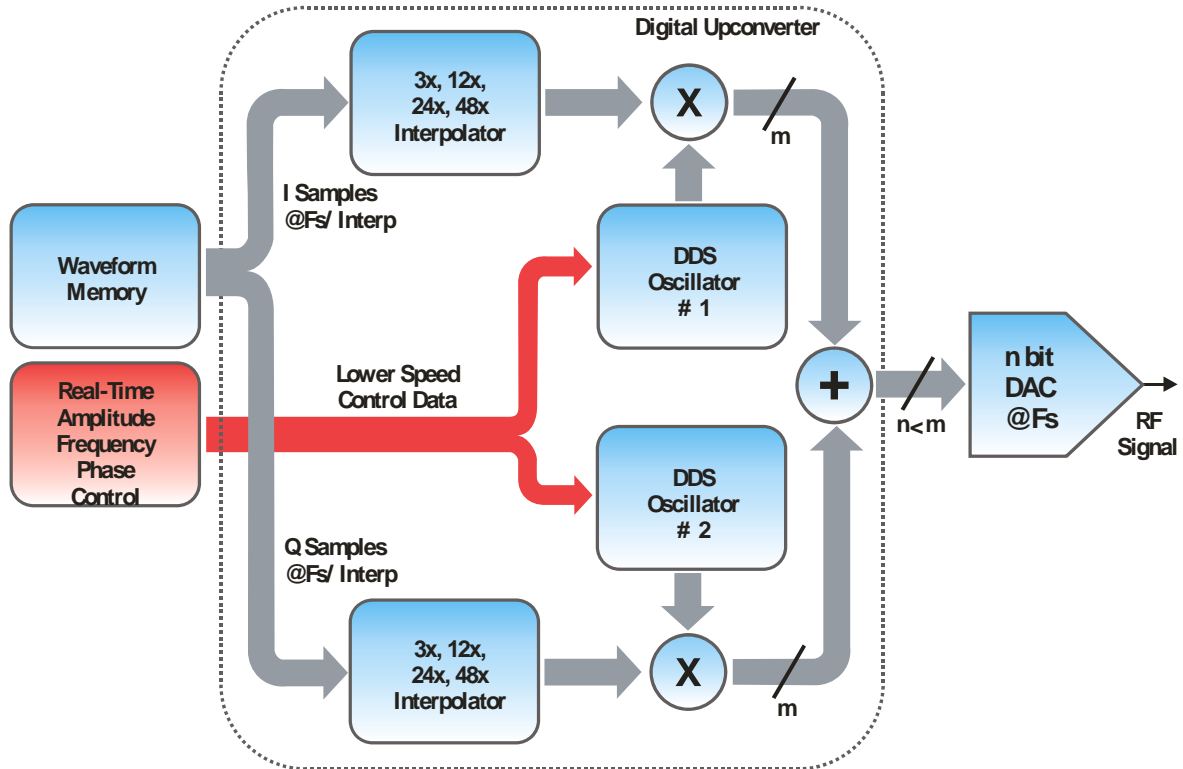 Digital Upconverter
3x, 12x,
24x, 48x
Interpolator
X
m
I Samples
@Fs/ Interp
Waveform
Memory
DDS
Oscillator
# 1
Real-Time
Amplitude
Frequency
Phase
Control
Lower Speed
Control Data
+
n<m
n bit
DAC
@Fs
RF
Signal
DDS
Oscillator
# 2
Q Samples
@Fs/ Interp
3x, 12x,
24x, 48x
Interpolator
X
m